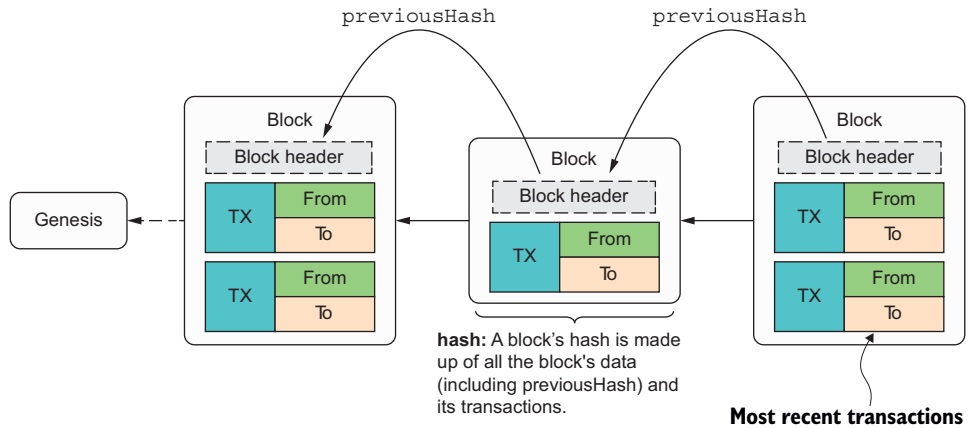 previousHash
previousHash
Block
Block header
TX
From
To
TX
From
To
Genesis
Block
Block header
TX
From
To
Block
Block header
TX
From
To
TX
From
To
hash: A block’s hash is made
up of all the block's data
(including previousHash) and
its transactions.
Most recent transactions